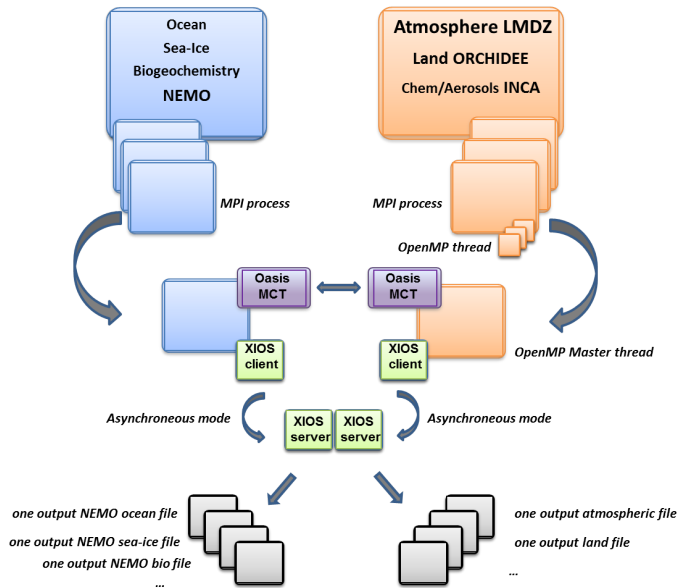 Ocean
Sea-Ice
Biogeochemistry
NEMO
Atmosphere LMDZ
Land ORCHIDEE
Chem/Aerosols INCA
MPI process
MPI process
OpenMP thread
Oasis
MCT
Oasis
MCT
XIOS
client
XIOS
client
OpenMP Master thread
Asynchroneous mode
Asynchroneous mode
XIOS
server
XIOS
server
one output NEMO ocean file
one output NEMO sea-ice file
one output NEMO bio file
...
one output atmospheric file
one output land file
...